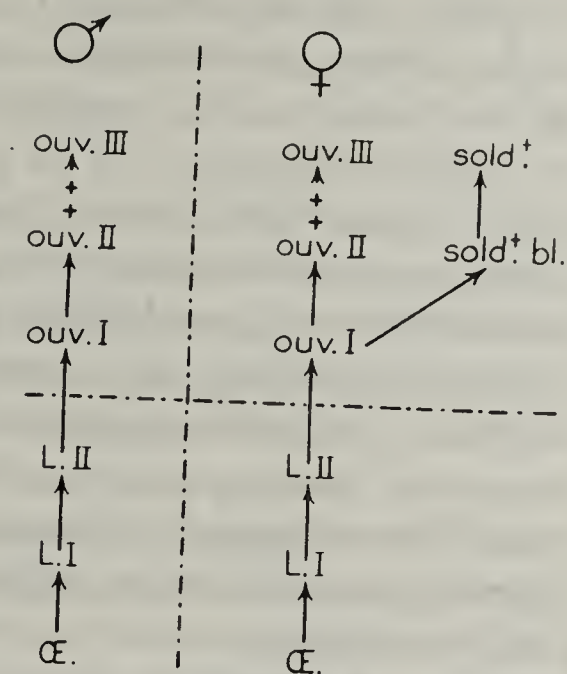 ♂ ♀
ouv. III ouv. III sold.t
ouv. II ouv. II sold.t bl.
ouv. I ouv. I
L. II L. II
L. I L. I
Œ. Œ.